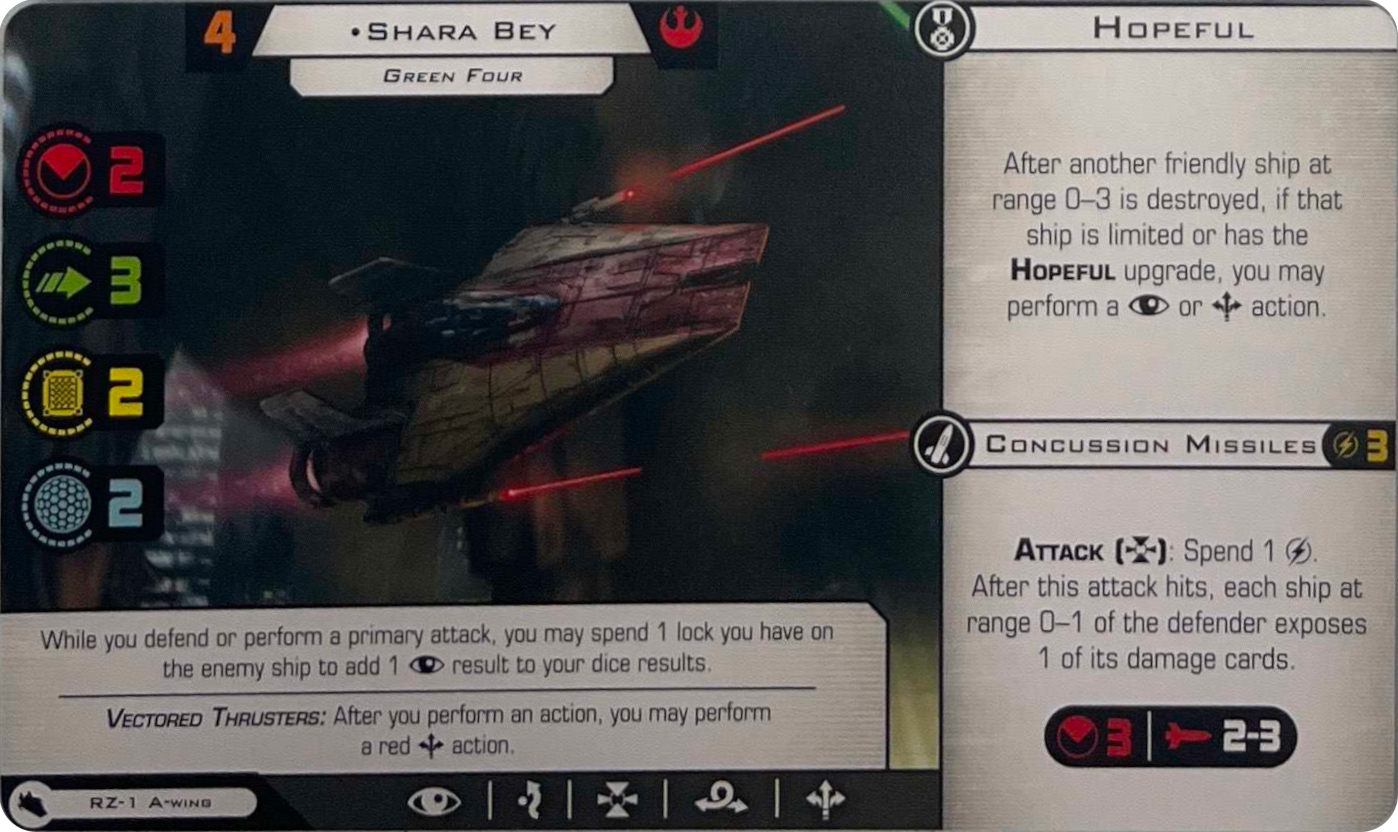 4
•Shara Bey
Green Four
2
3
2
2
While you defend or perform a primary attack, you may spend 1 lock you have on
the enemy ship to add 1 result to your dice results.
Vectored Thrusters: After you perform an action, you may perform
a red action.
RZ-1 A-wing
Hopeful
After another friendly ship at
range 0–3 is destroyed, if that
ship is limited or has the
Hopeful upgrade, you may
perform a or action.
Concussion Missiles 3
Attack ( ): Spend 1 .
After this attack hits, each ship at
range 0–1 of the defender exposes
1 of its damage cards.
3 | 2-3